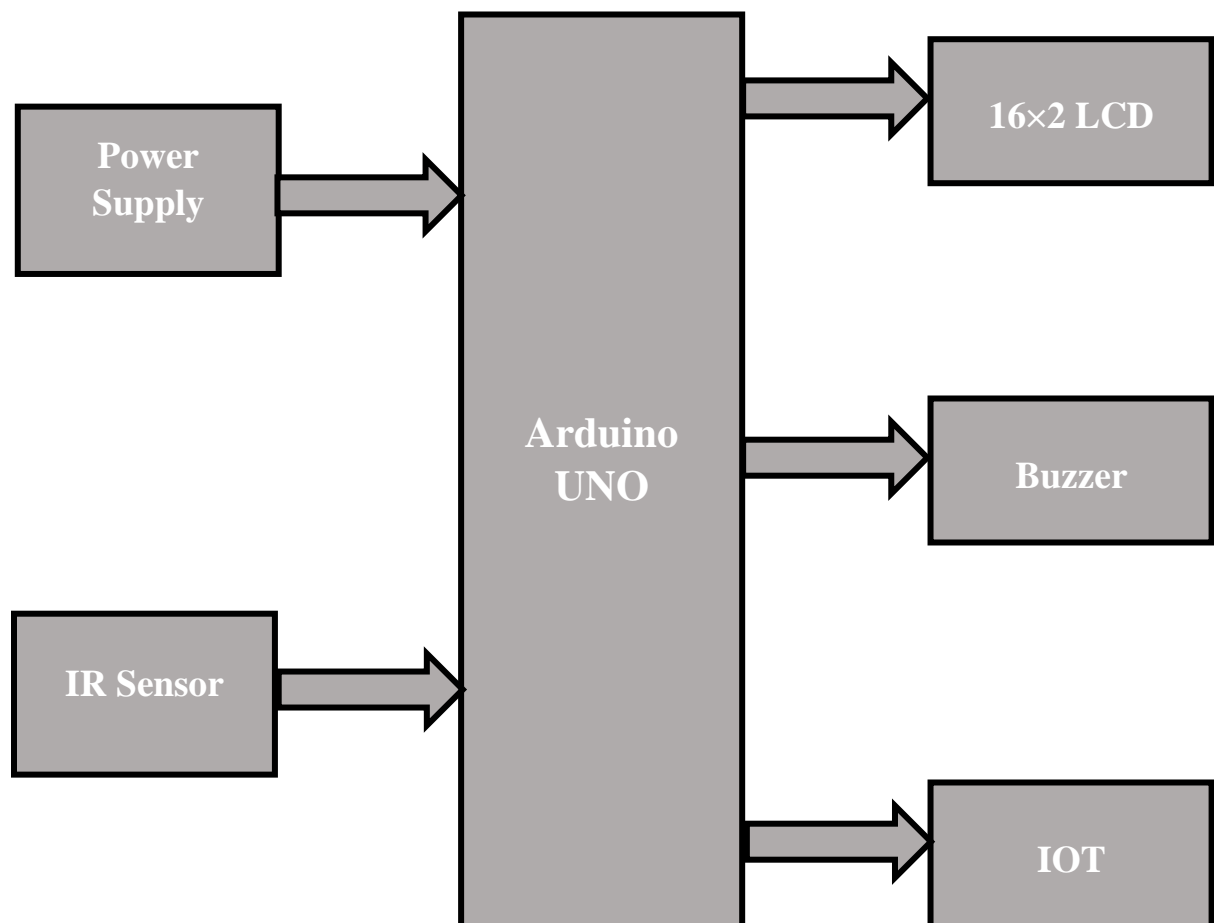 Power
Supply
IR Sensor
Arduino
UNO
16×2 LCD
Buzzer
IOT